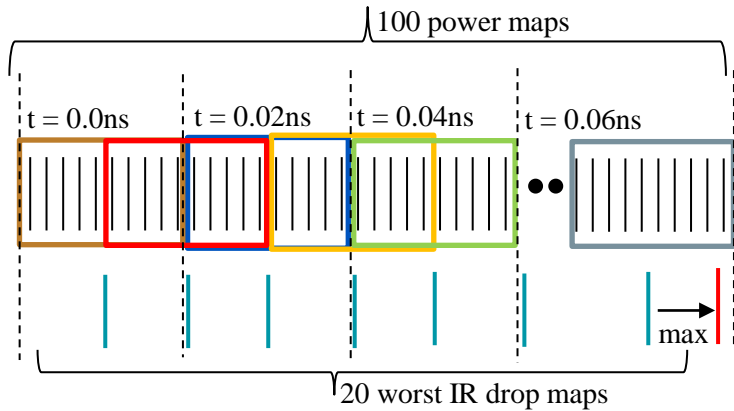 100 power maps
t = 0.0ns
t = 0.02ns
t = 0.04ns
t = 0.06ns
max
20 worst IR drop maps